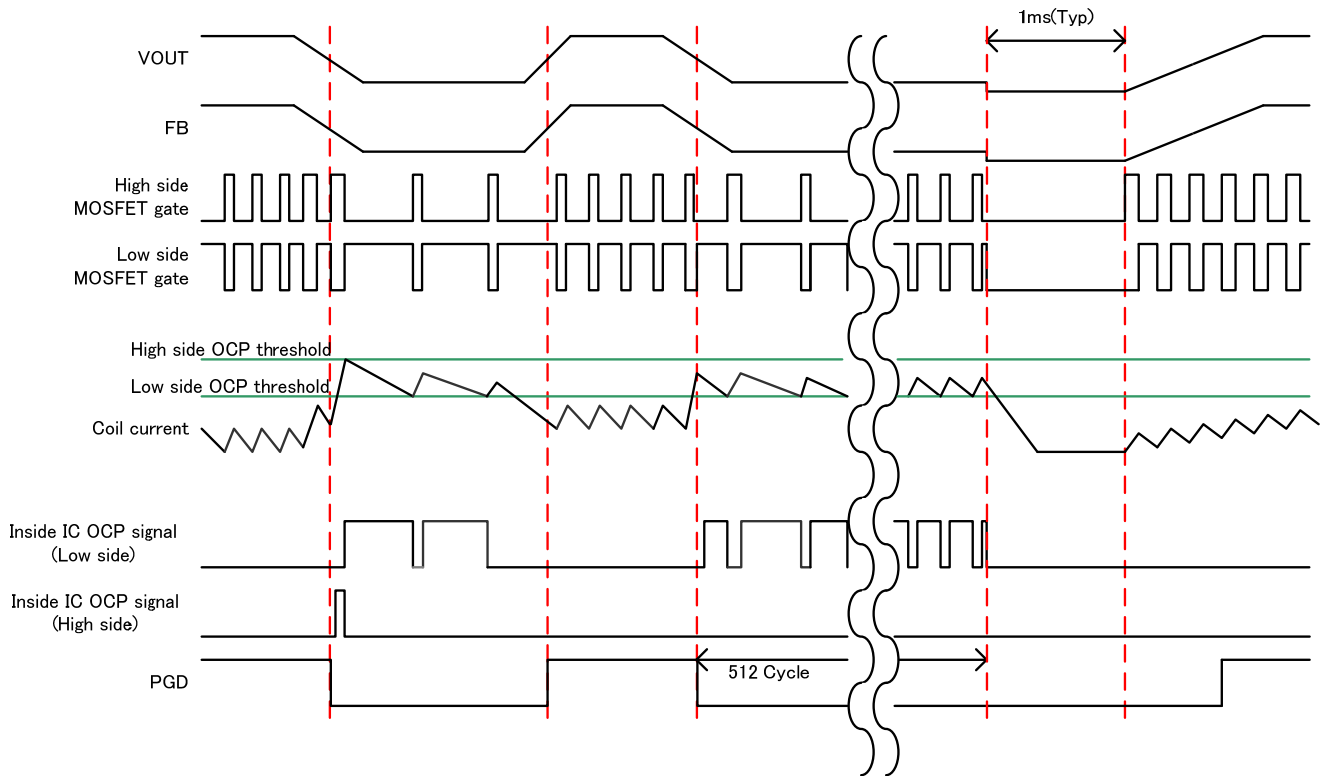 1ms(Typ)
VOUT
FB
High side
MOSFET gate
Low side
MOSFET gate
High side OCP threshold
Low side OCP threshold
Coil current
Inside IC OCP signal
(Low side)
Inside IC OCP signal
(High side)
512 Cycle
PGD